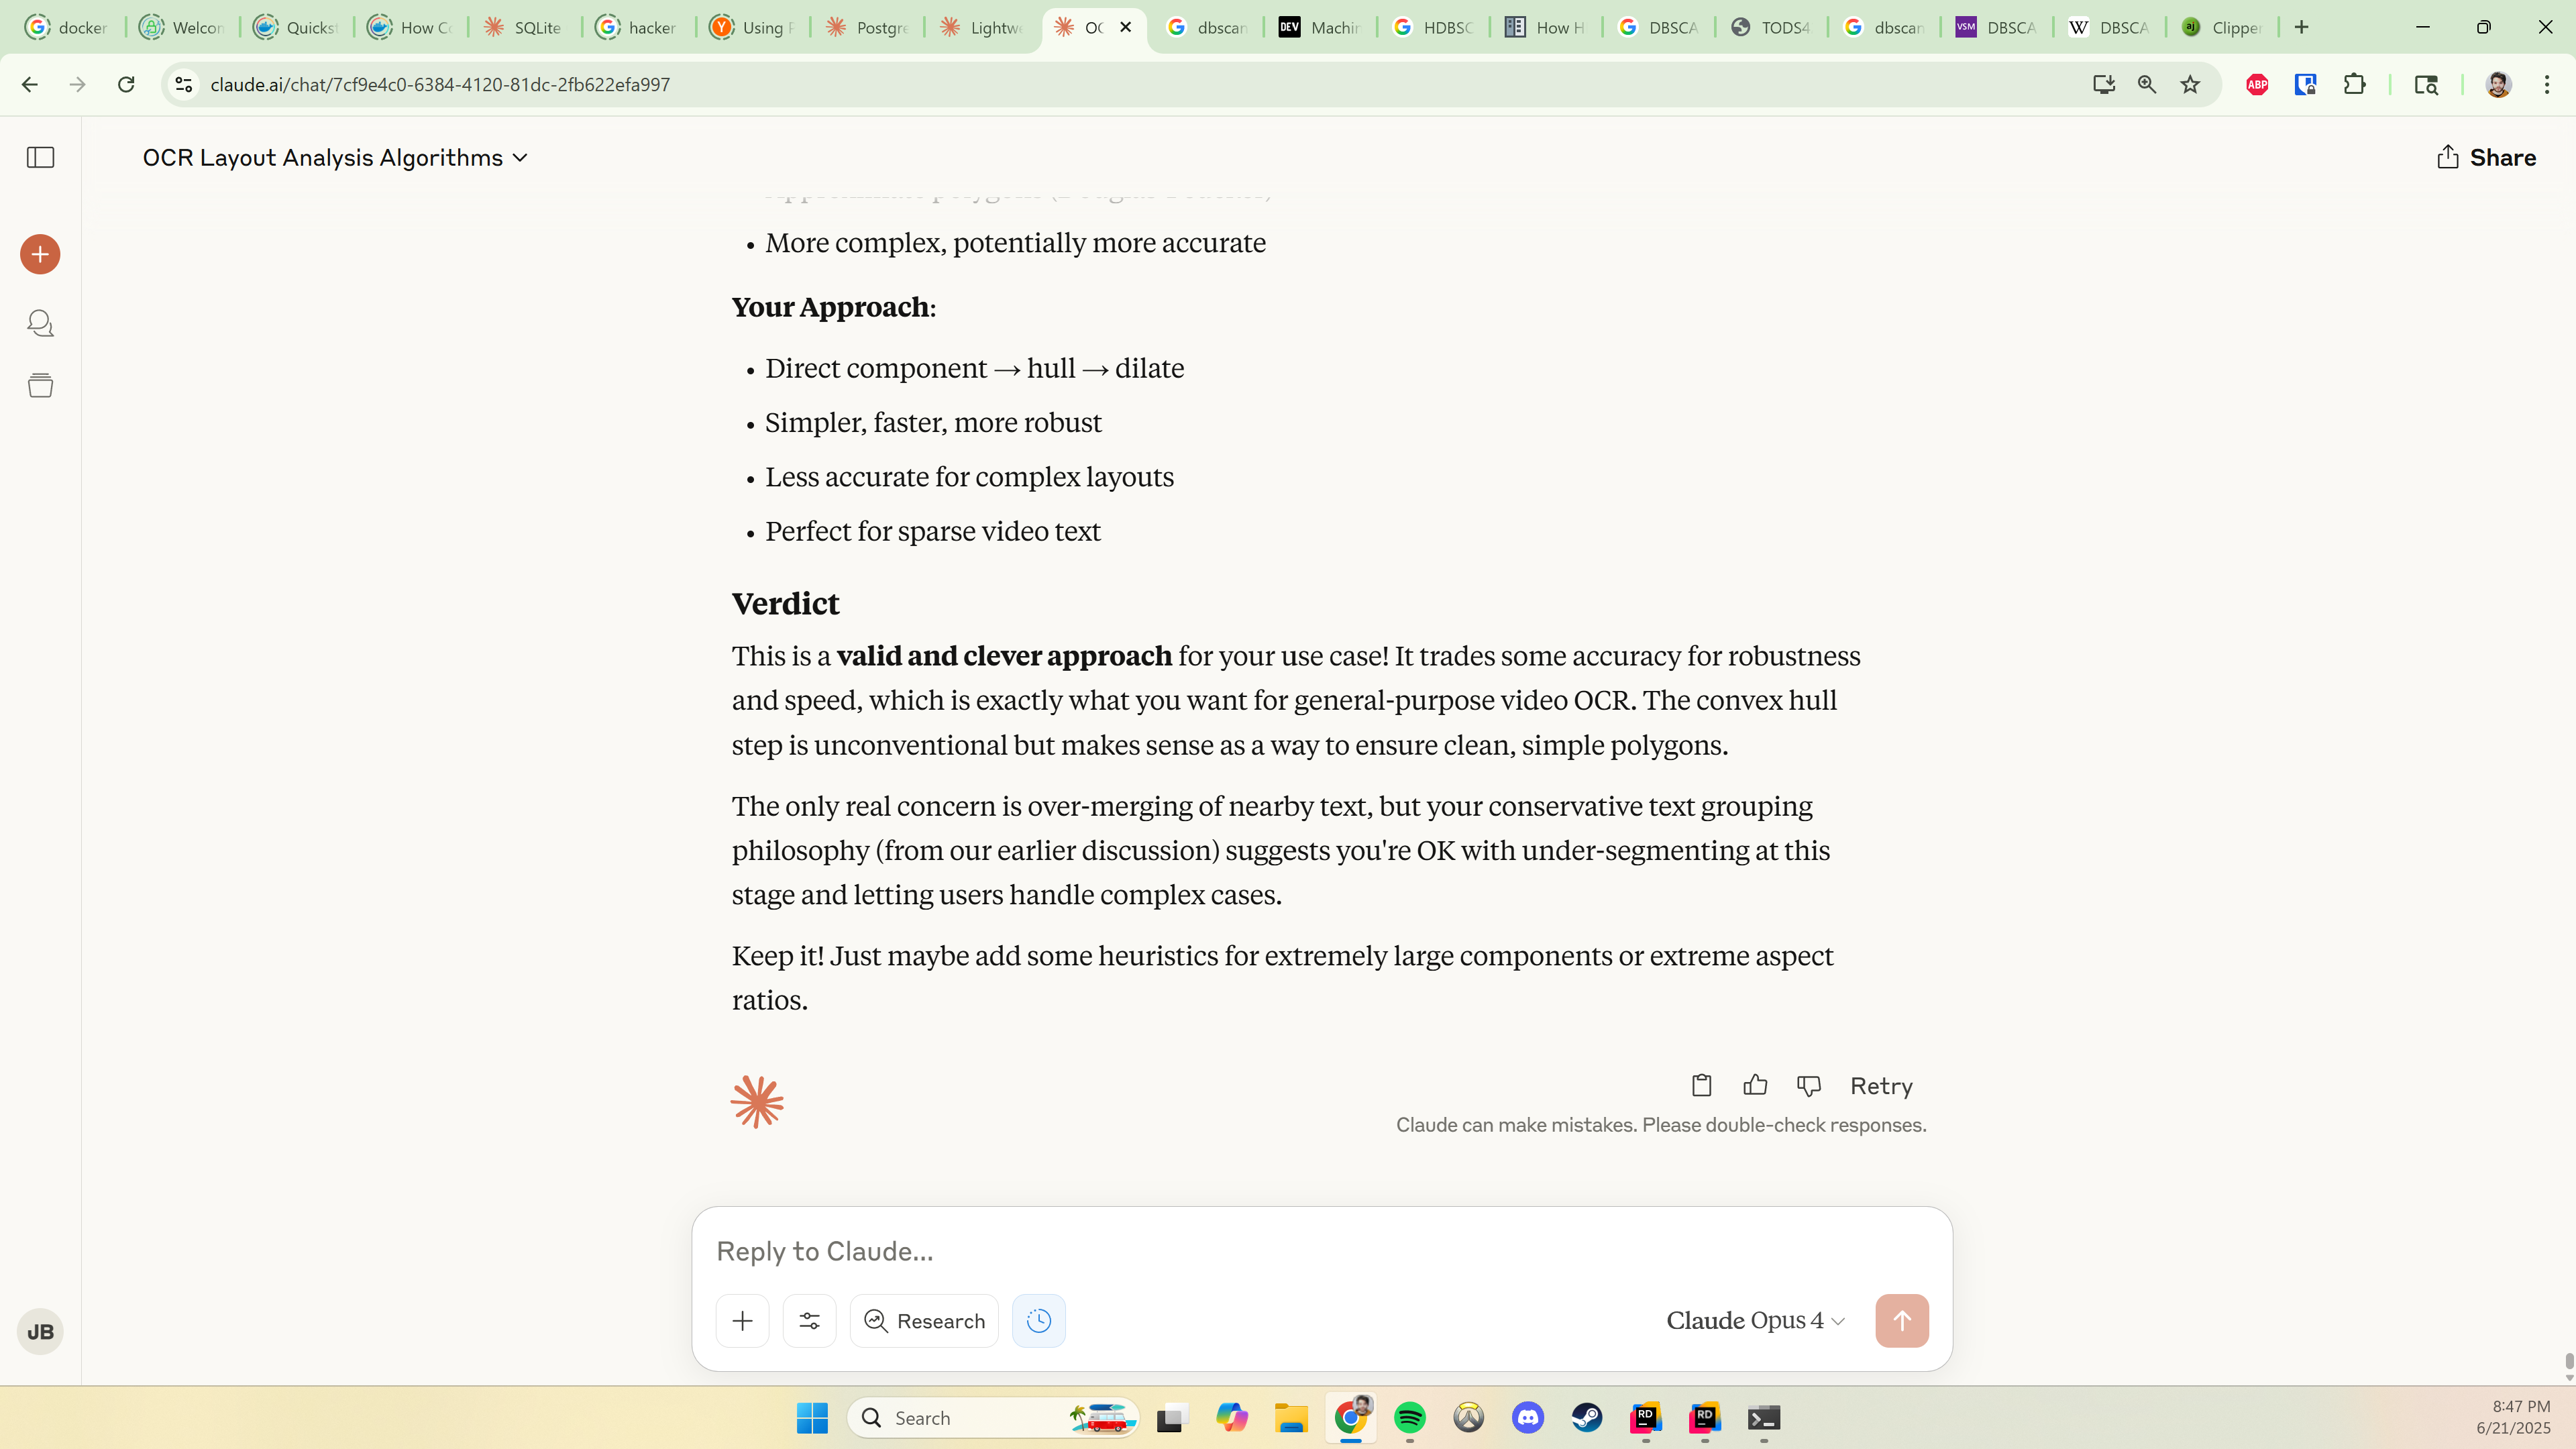 docker
Welcon
Quickst
How Co
SQLite
hacker
Using P
Postgre
Lightwe
OC
dbscan
DEV
Machin
HDBSC
How H
DBSCA
TODS4
dbscan
VSM
DBSCA
W
DBSCA
aj
Clipper
claude.ai/chat/7cf9e4c0-6384-4120-81dc-2fb622efa997
ABP
OCR Layout Analysis Algorithms
Share
• More complex, potentially more accurate
Your Approach:
• Direct component → hull → dilate
• Simpler, faster, more robust
• Less accurate for complex layouts
• Perfect for sparse video text
Verdict
This is a valid and clever approach for your use case! It trades some accuracy for robustness
and speed, which is exactly what you want for general-purpose video OCR. The convex hull
step is unconventional but makes sense as a way to ensure clean, simple polygons.
The only real concern is over-merging of nearby text, but your conservative text grouping
philosophy (from our earlier discussion) suggests you're OK with under-segmenting at this
stage and letting users handle complex cases.
Keep it! Just maybe add some heuristics for extremely large components or extreme aspect
ratios.
Retry
Claude can make mistakes. Please double-check responses.
Reply to Claude...
Research
Claude Opus 4
JB
Search
RD
RD
8:47 PM
6/21/2025